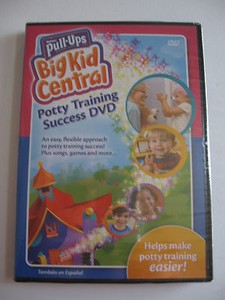 Pull-Ups
Big Kid
Central
Potty Training
Success DVD
An easy, flexible approach
to potty training success!
Plus songs, games and more...
DVD
Helps make
potty training
easier!
También en Español